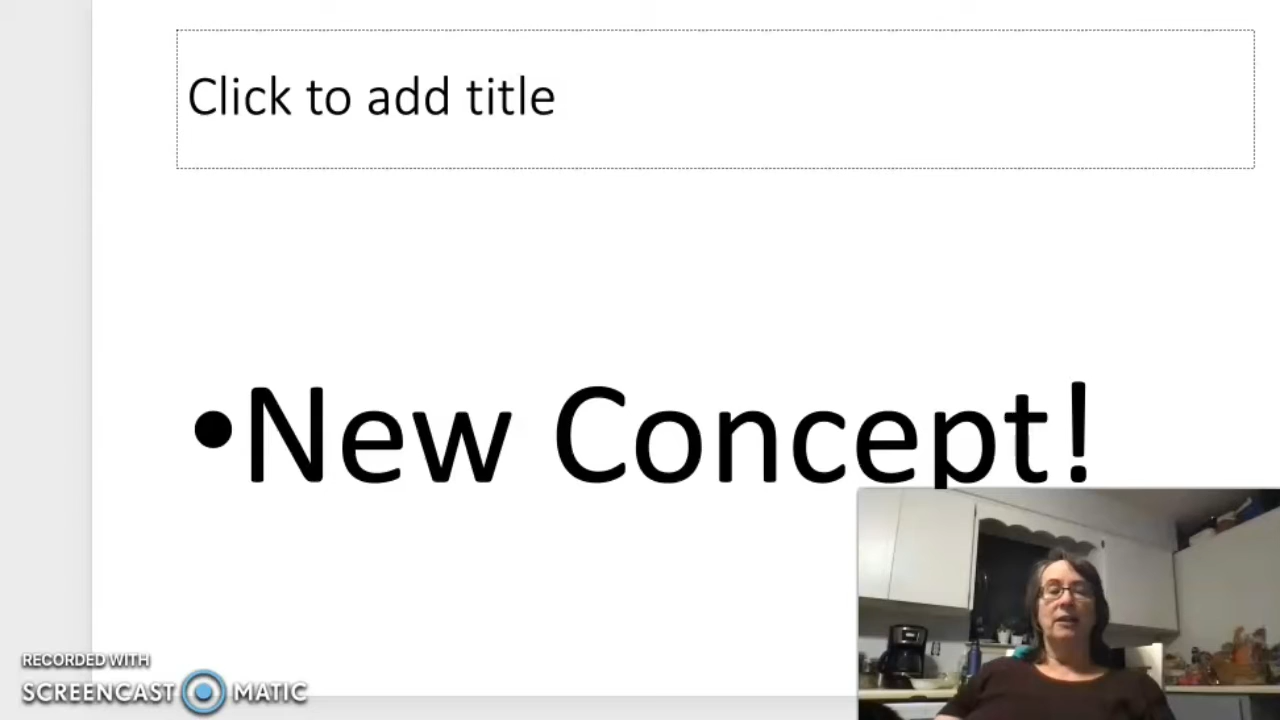 Click to add title
•New Concept!
RECORDED WITH
SCREENCAST MATIC